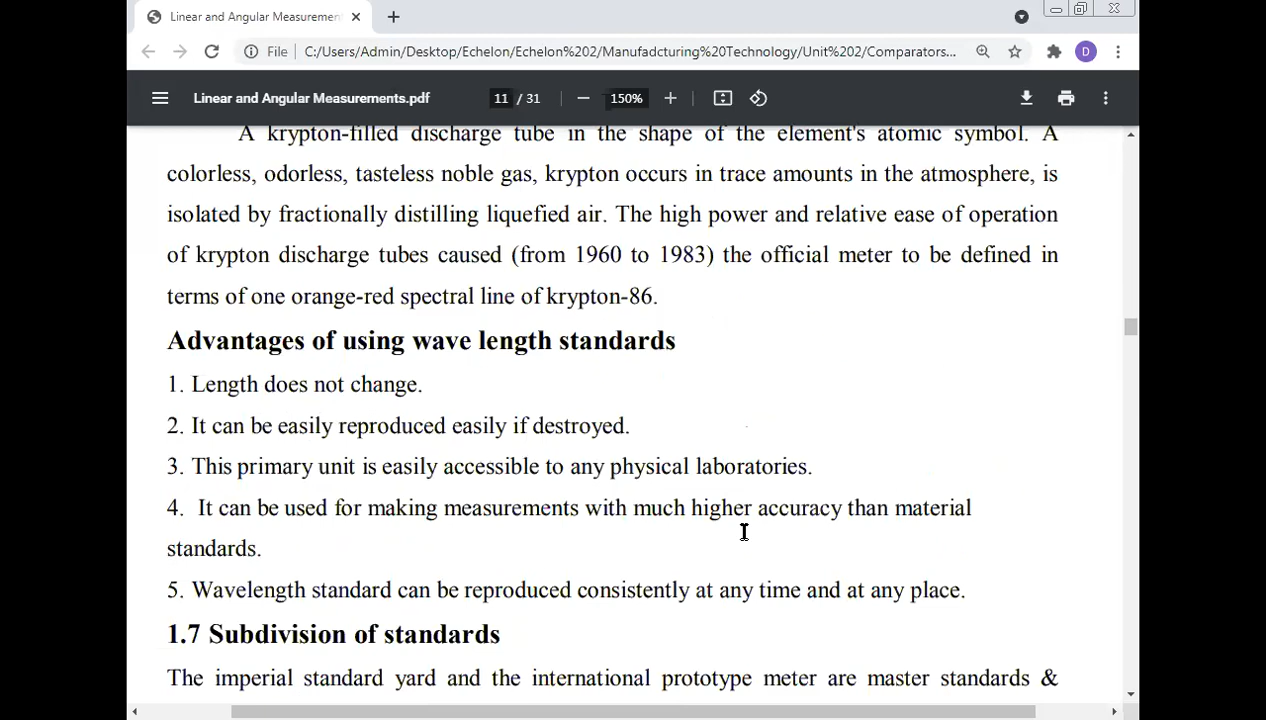 Linear and Angular Measurement
File C:/Users/Admin/Desktop/Echelon/Echelon%202/Manufadcturing%20Technology/Unit%202/Comparators... D
Linear and Angular Measurements.pdf 11 / 31 150%
A krypton-filled discharge tube in the shape of the element's atomic symbol. A
colorless, odorless, tasteless noble gas, krypton occurs in trace amounts in the atmosphere, is
isolated by fractionally distilling liquefied air. The high power and relative ease of operation
of krypton discharge tubes caused (from 1960 to 1983) the official meter to be defined in
terms of one orange-red spectral line of krypton-86.
Advantages of using wave length standards
1. Length does not change.
2. It can be easily reproduced easily if destroyed.
3. This primary unit is easily accessible to any physical laboratories.
4. It can be used for making measurements with much higher accuracy than material
standards.
5. Wavelength standard can be reproduced consistently at any time and at any place.
1.7 Subdivision of standards
The imperial standard yard and the international prototype meter are master standards &